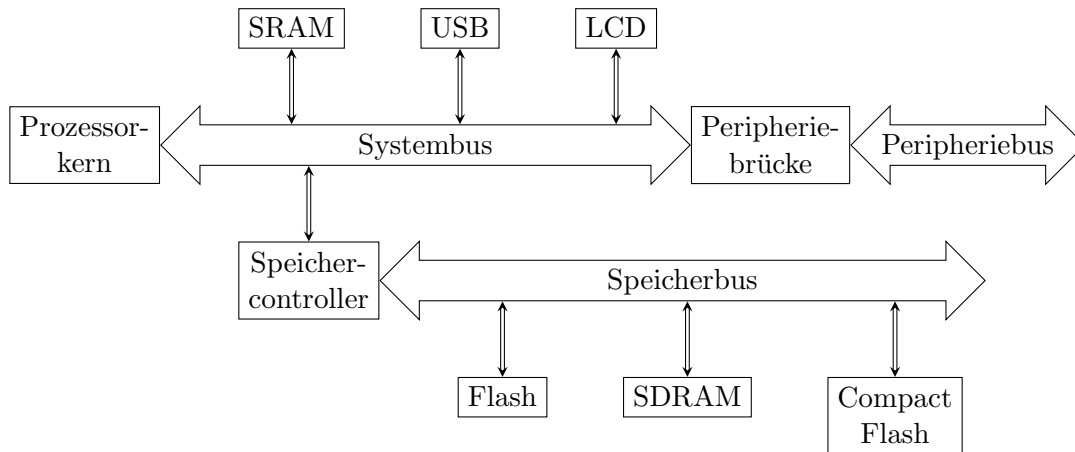 SRAM
USB
LCD
Prozessor-
kern
Systembus
Peripherie-
brücke
Peripheriebus
Speicher-
controller
Speicherbus
Flash
SDRAM
Compact
Flash